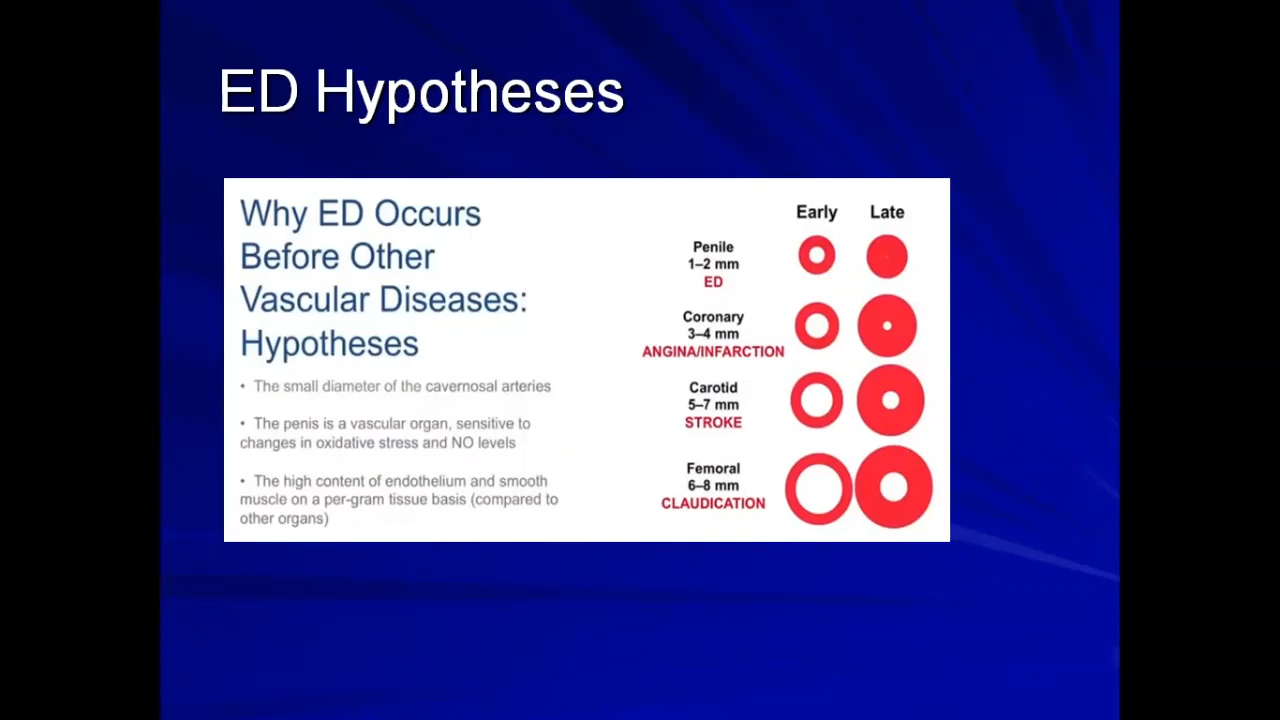 ED Hypotheses
Why ED Occurs
Before Other
Vascular Diseases:
Hypotheses
• The small diameter of the cavernosal arteries
• The penis is a vascular organ, sensitive to
changes in oxidative stress and NO levels
• The high content of endothelium and smooth
muscle on a per-gram tissue basis (compared to
other organs)
Early Late
Penile
1–2 mm
ED
Coronary
3–4 mm
ANGINA/INFARCTION
Carotid
5–7 mm
STROKE
Femoral
6–8 mm
CLAUDICATION